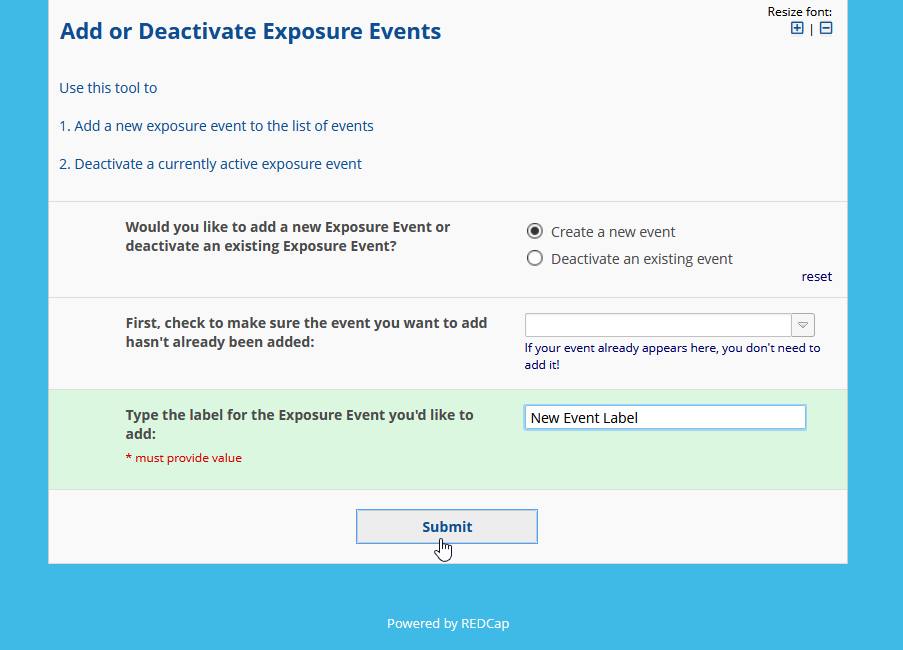 Resize font:
Add or Deactivate Exposure Events
Use this tool to
1. Add a new exposure event to the list of events
2. Deactivate a currently active exposure event
Would you like to add a new Exposure Event or
deactivate an existing Exposure Event?
Create a new event
Deactivate an existing event
reset
First, check to make sure the event you want to add
hasn't already been added:
If your event already appears here, you don't need to
add it!
Type the label for the Exposure Event you'd like to
add:
* must provide value
New Event Label
Submit
Powered by REDCap